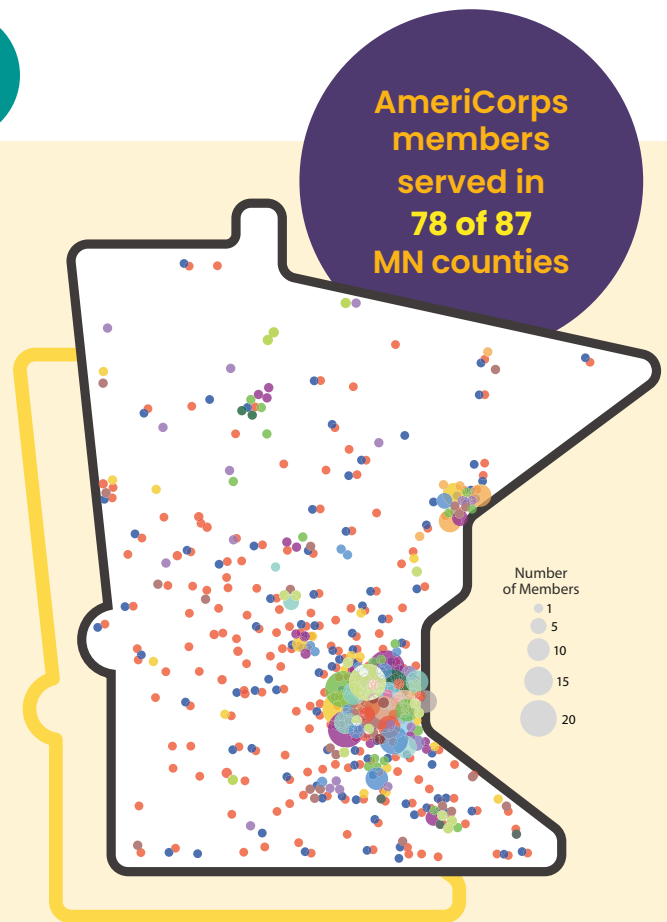 AmeriCorps
members
served in
78 of 87
MN counties
Number
of Members
1
5
10
15
20